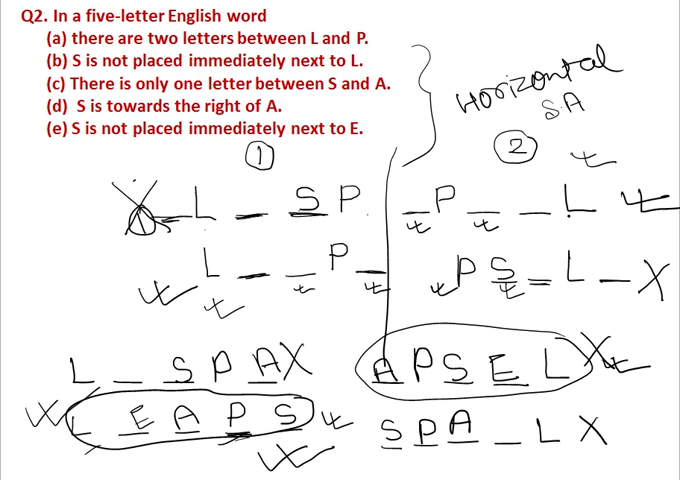 Q2. In a five-letter English word
(a) there are two letters between L and P.
(b) S is not placed immediately next to L.
(c) There is only one letter between S and A.
(d) S is towards the right of A.
(e) S is not placed immediately next to E.
Horizontal
S.A
1
2
X L _ S P
_ P _ _ L
L _ _ P _
P S _ L _ X
L _ S P A X
A P S E L X
L E A P S
S P A _ L X